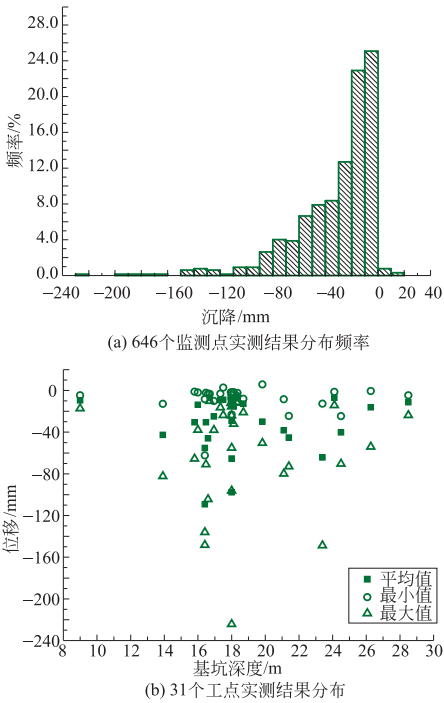 频率/%
28.0
24.0
20.0
16.0
12.0
8.0
4.0
0.0
−240 −200 −160 −120 −80 −40 0 20 40
沉降/mm
(a) 646个监测点实测结果分布频率
位移/mm
0
−40
−80
−120
−160
−200
−240
8 10 12 14 16 18 20 22 24 26 28 30
平均值
最小值
最大值
基坑深度/m
(b) 31个工点实测结果分布